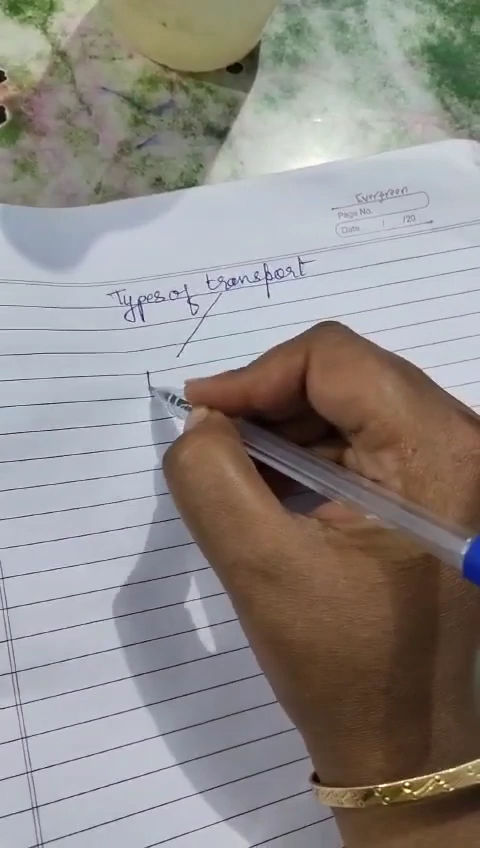 Evergreen
Page No.
Date / /20
Types of transport